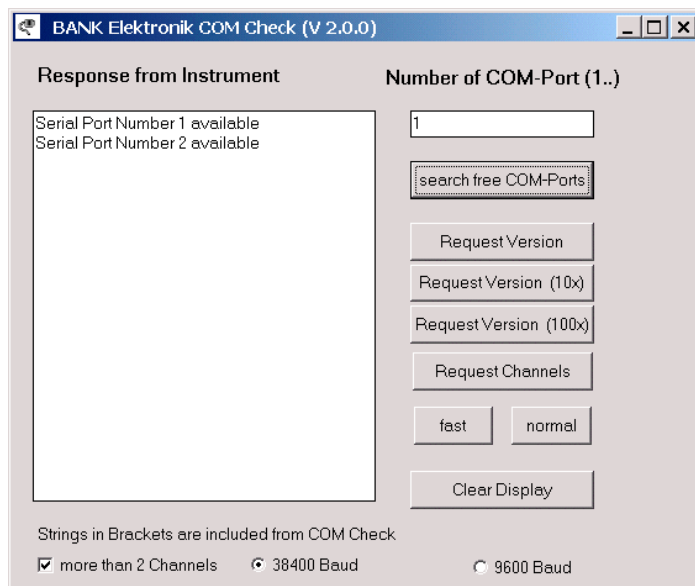 BANK Elektronik COM Check (V 2.0.0)
Response from Instrument
Number of COM-Port (1..)
Serial Port Number 1 available
Serial Port Number 2 available
1
search free COM-Ports
Request Version
Request Version (10x)
Request Version (100x)
Request Channels
fast
normal
Clear Display
Strings in Brackets are included from COM Check
more than 2 Channels
38400 Baud
9600 Baud